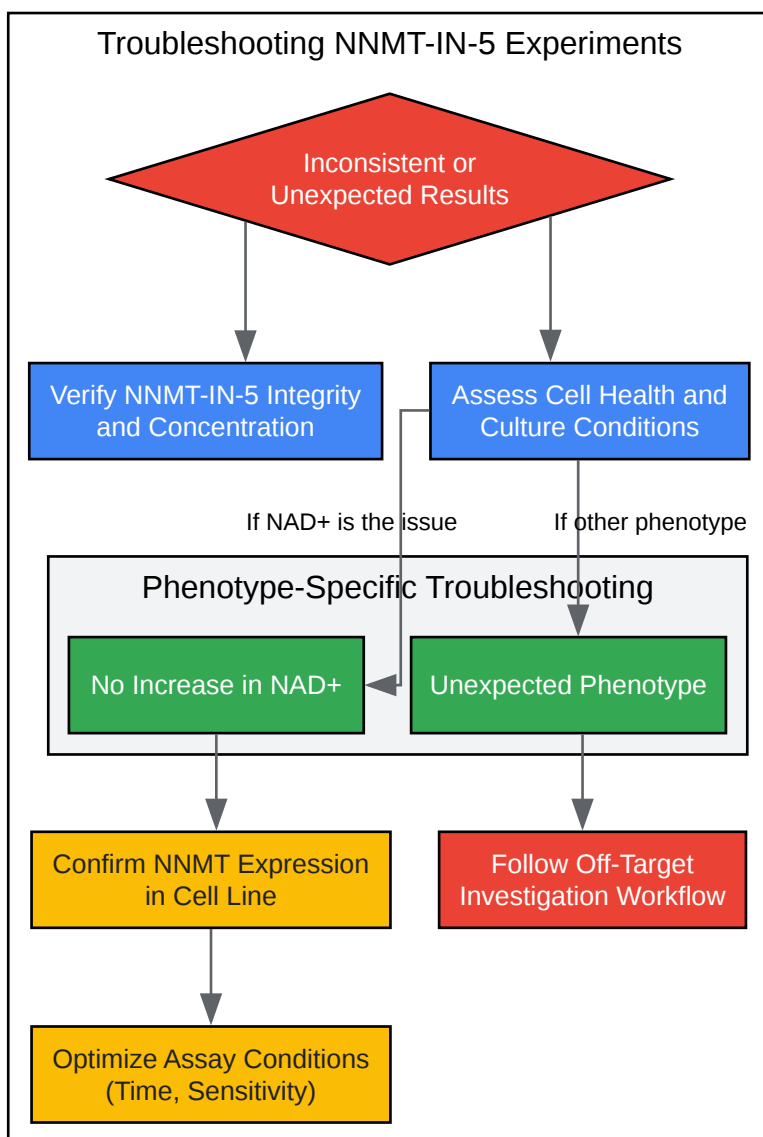 Troubleshooting NNMT-IN-5 Experiments
Inconsistent or
Unexpected Results
Verify NNMT-IN-5 Integrity
and Concentration
Assess Cell Health and
Culture Conditions
If NAD+ is the issue
If other phenotype
Phenotype-Specific Troubleshooting
No Increase in NAD+
Unexpected Phenotype
Confirm NNMT Expression
in Cell Line
Follow Off-Target
Investigation Workflow
Optimize Assay Conditions
(Time, Sensitivity)